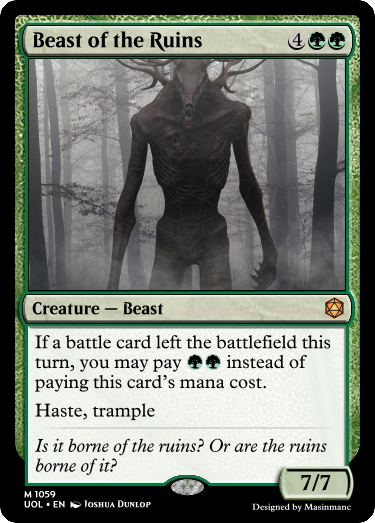 Beast of the Ruins 4
Creature — Beast
If a battle card left the battlefield this
turn, you may pay instead of
paying this card's mana cost.
Haste, trample
Is it borne of the ruins? Or are the ruins
borne of it?
7/7
M 1059
UOL • EN Joshua Dunlop
Designed by Masinmanc